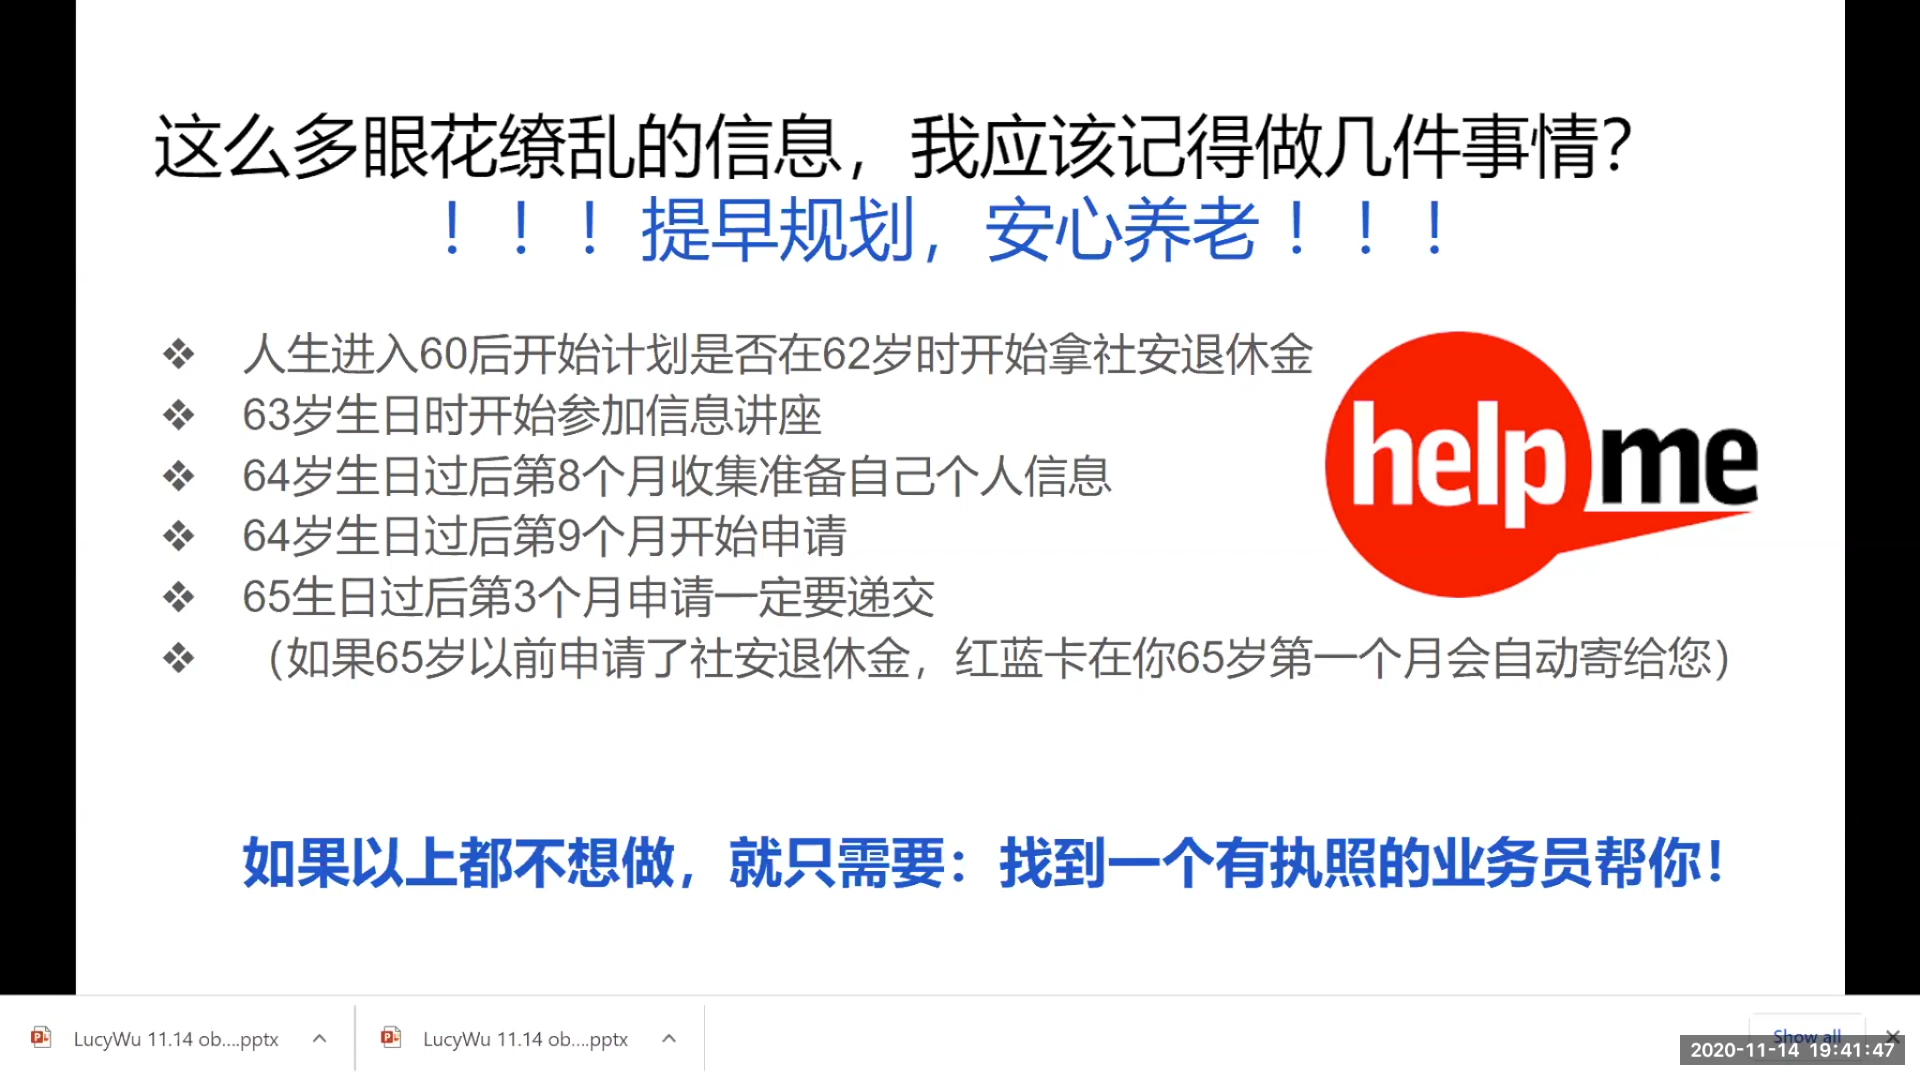 这么多眼花缭乱的信息，我应该记得做几件事情？
！！！提早规划，安心养老！！！
❖ 人生进入60后开始计划是否在62岁时开始拿社安退休金
❖ 63岁生日时开始参加信息讲座
❖ 64岁生日过后第8个月收集准备自己个人信息
❖ 64岁生日过后第9个月开始申请
❖ 65生日过后第3个月申请一定要递交
❖ （如果65岁以前申请了社安退休金，红蓝卡在你65岁第一个月会自动寄给您）
help me
如果以上都不想做，就只需要：找到一个有执照的业务员帮你！
LucyWu 11.14 ob....pptx
LucyWu 11.14 ob....pptx
Show all
2020-11-14 19:41:47